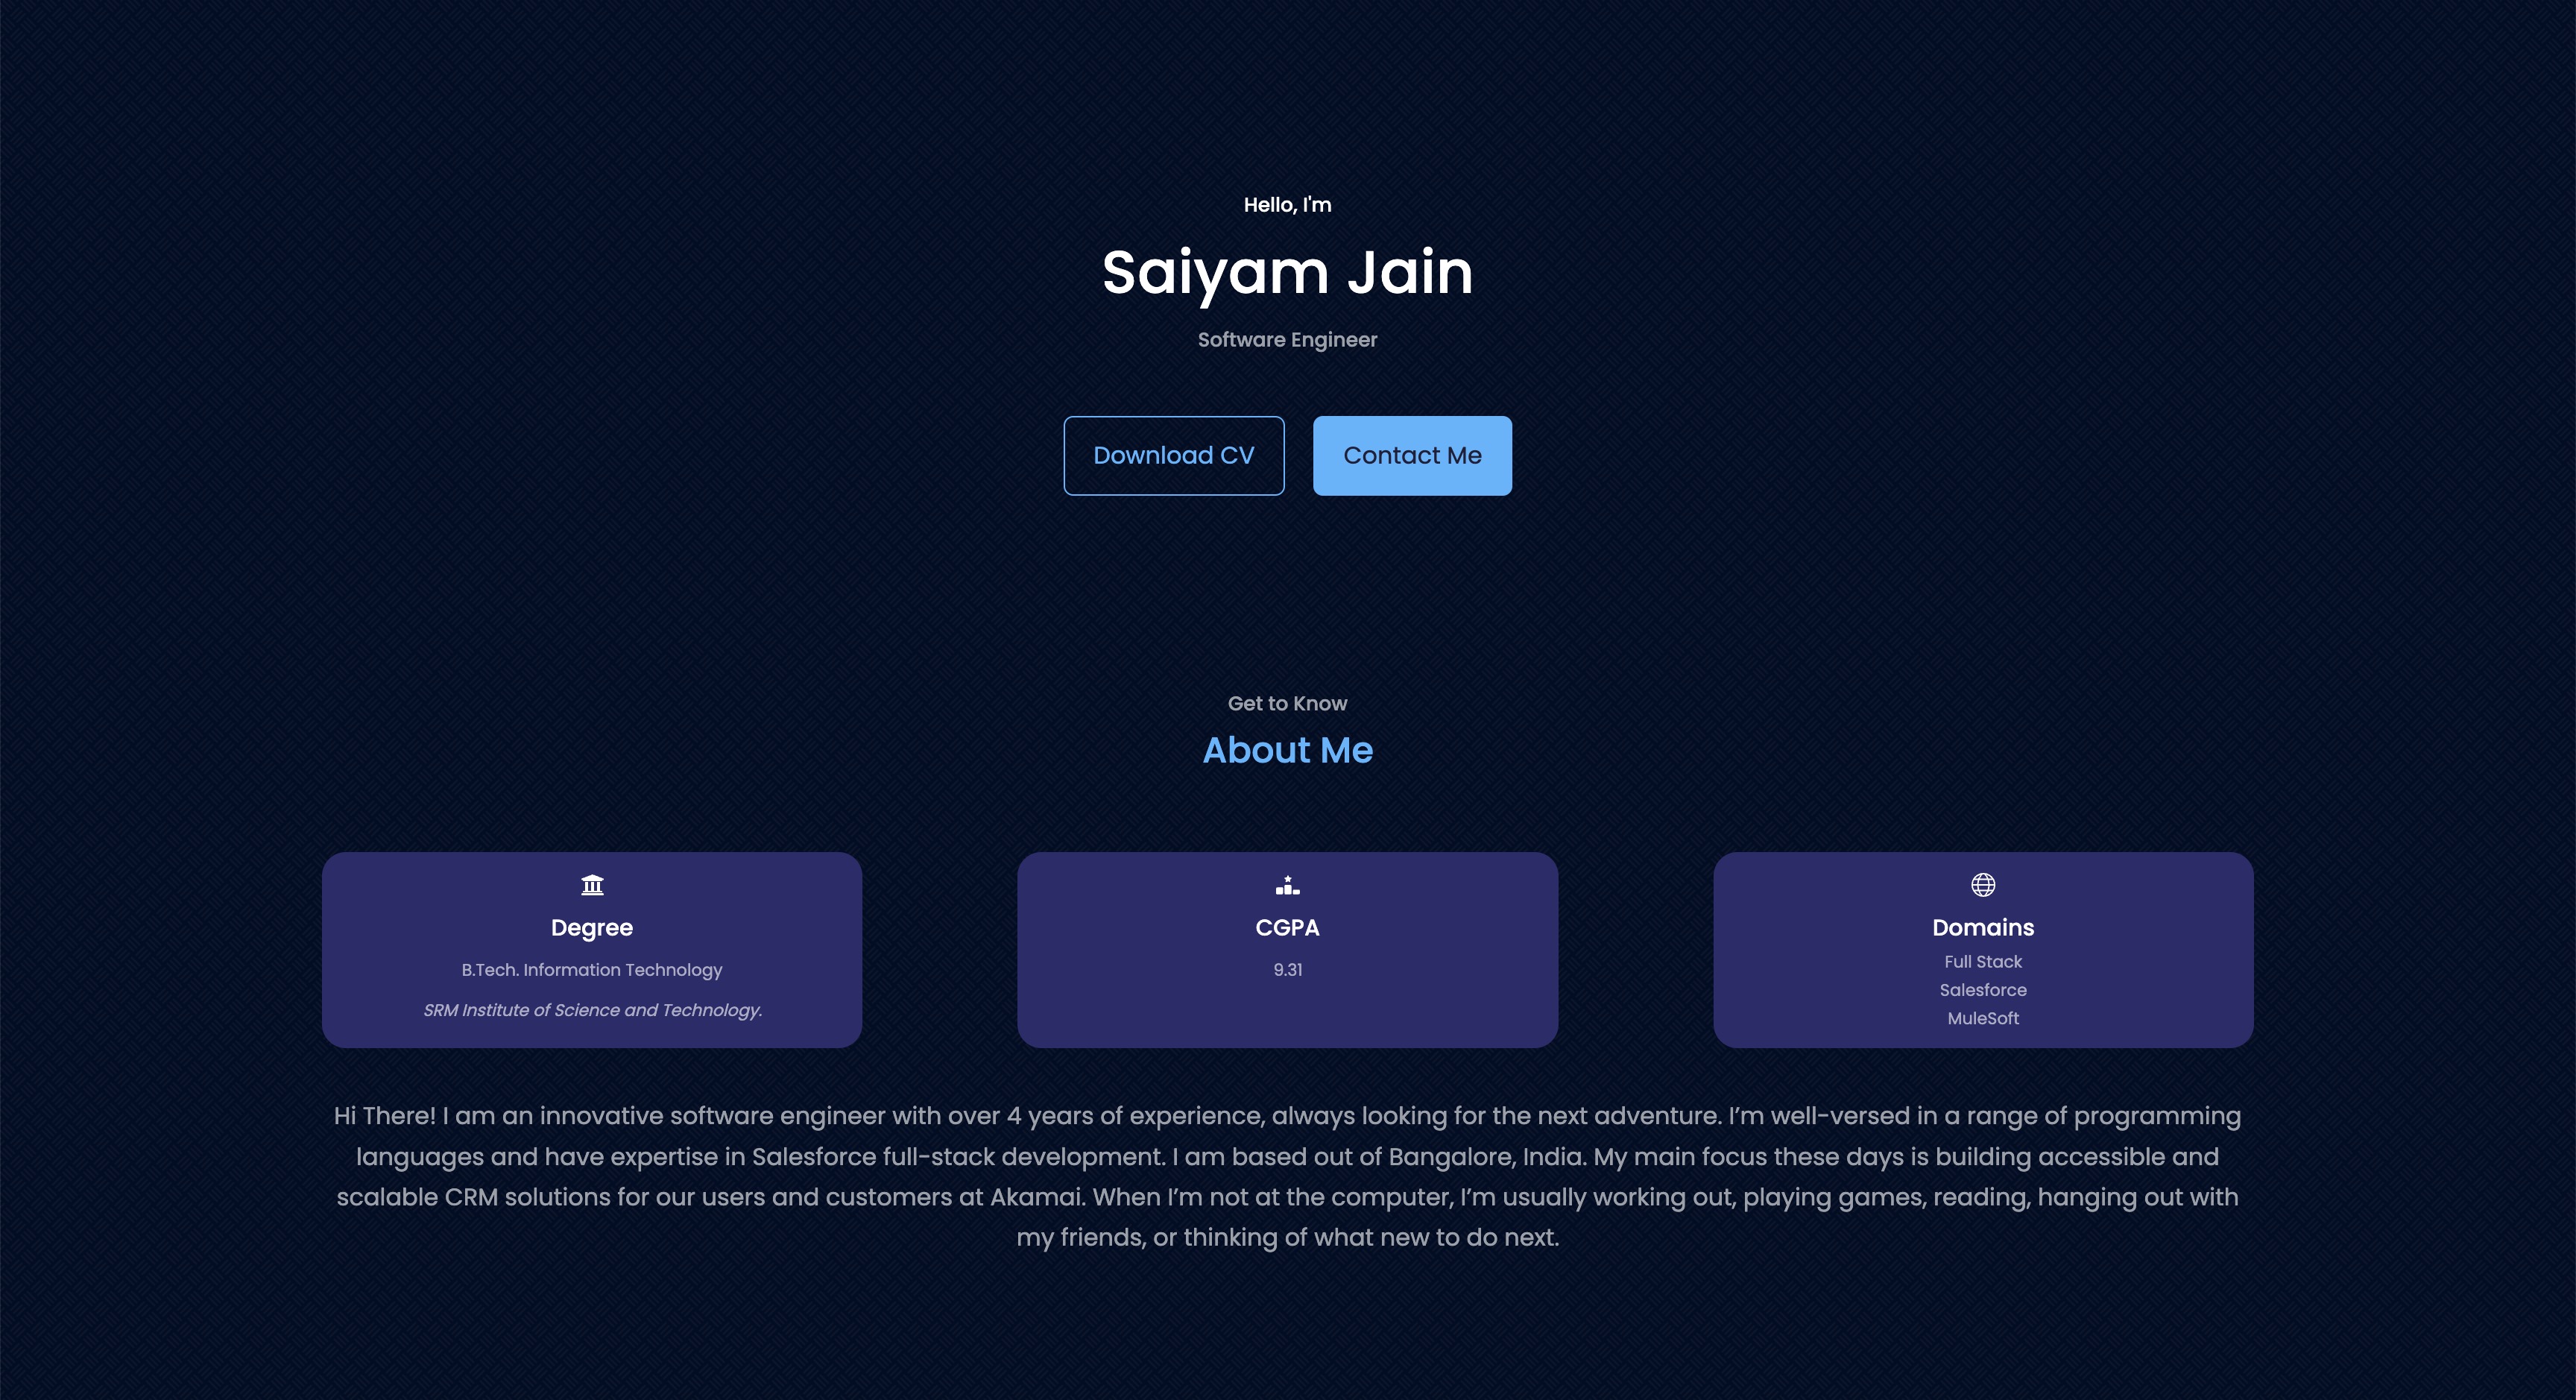 Hello, I'm
Saiyam Jain
Software Engineer
Download CV
Contact Me
Get to Know
About Me
Degree
B.Tech. Information Technology
SRM Institute of Science and Technology.
CGPA
9.31
Domains
Full Stack
Salesforce
MuleSoft
Hi There! I am an innovative software engineer with over 4 years of experience, always looking for the next adventure. I’m well-versed in a range of programming
languages and have expertise in Salesforce full-stack development. I am based out of Bangalore, India. My main focus these days is building accessible and
scalable CRM solutions for our users and customers at Akamai. When I’m not at the computer, I’m usually working out, playing games, reading, hanging out with
my friends, or thinking of what new to do next.